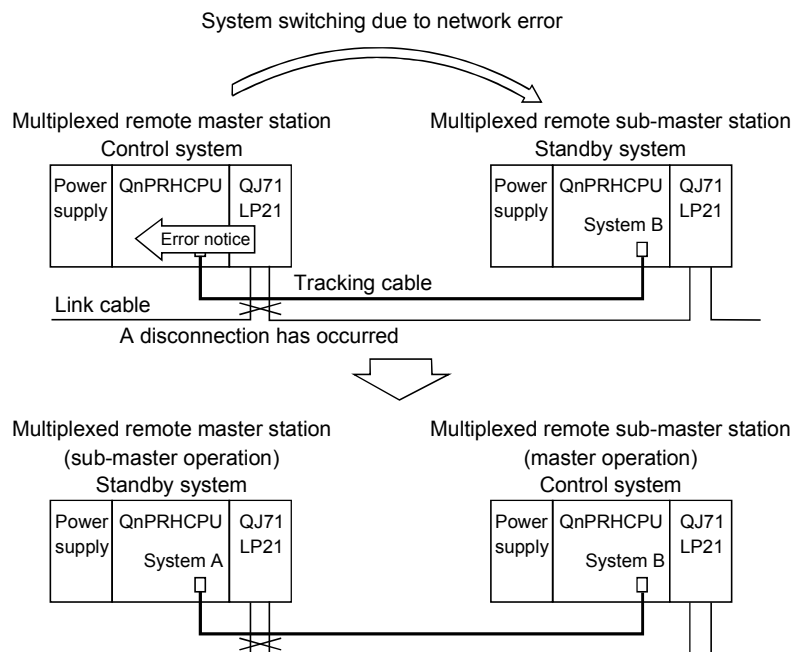 System switching due to network error
Multiplexed remote master station
Control system
Multiplexed remote sub-master station
Standby system
Power supply
QnPRHCPU
QJ71
LP21
Error notice
Power supply
QnPRHCPU
QJ71
LP21
System B
Tracking cable
Link cable
A disconnection has occurred
Multiplexed remote master station
(sub-master operation)
Standby system
Multiplexed remote sub-master station
(master operation)
Control system
Power supply
QnPRHCPU
QJ71
LP21
System A
Power supply
QnPRHCPU
QJ71
LP21
System B